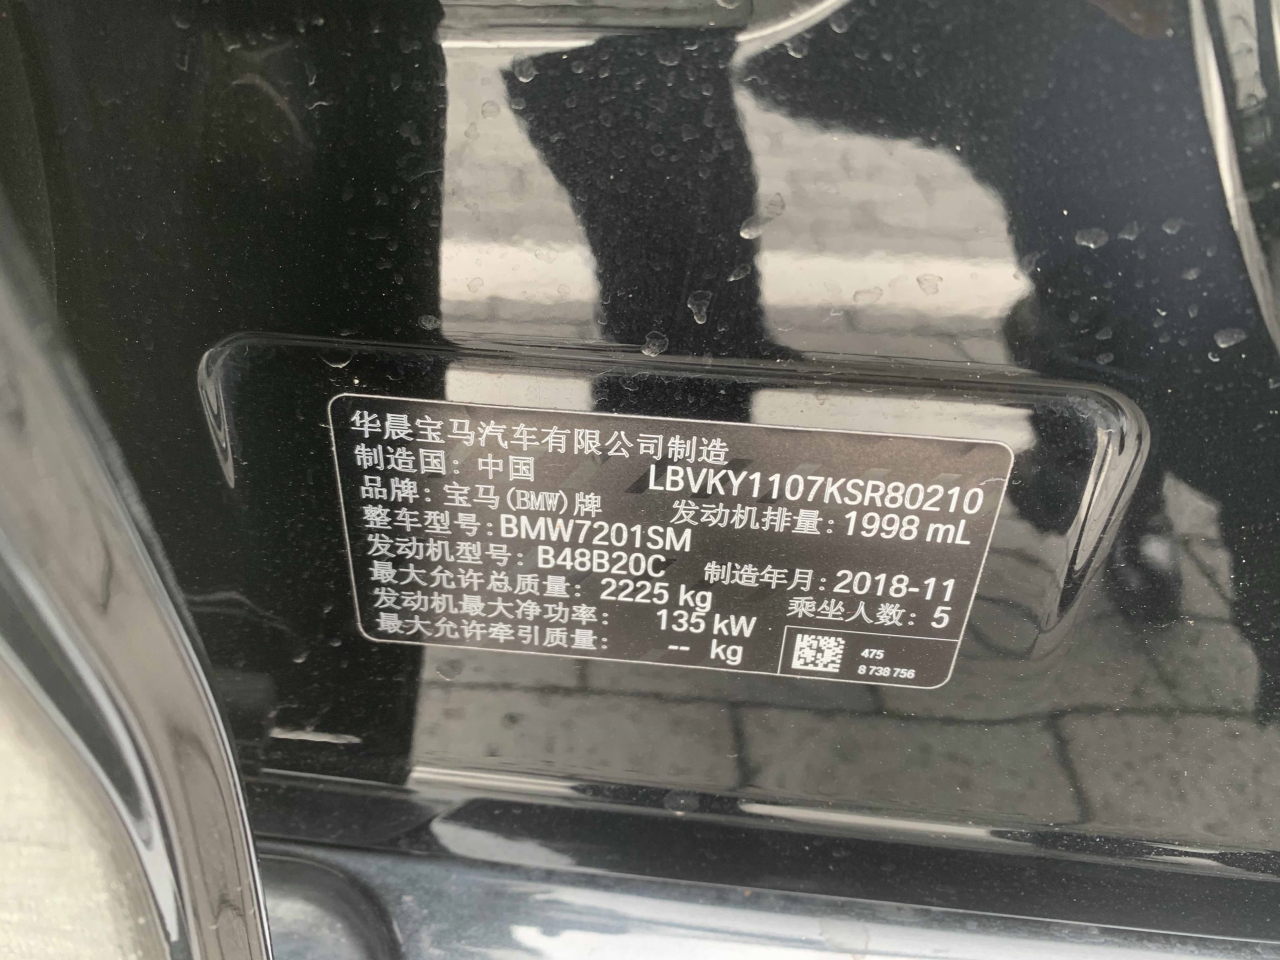 华晨宝马汽车有限公司制造
制造国：中国
LBVKY1107KSR80210
品牌：宝马(BMW)牌
发动机排量：1998 mL
整车型号：BMW7201SM
发动机型号：B48B20C
制造年月：2018-11
最大允许总质量：2225 kg
乘坐人数：5
发动机最大净功率：135 kW
最大允许牵引质量：-- kg
475
8 738 756